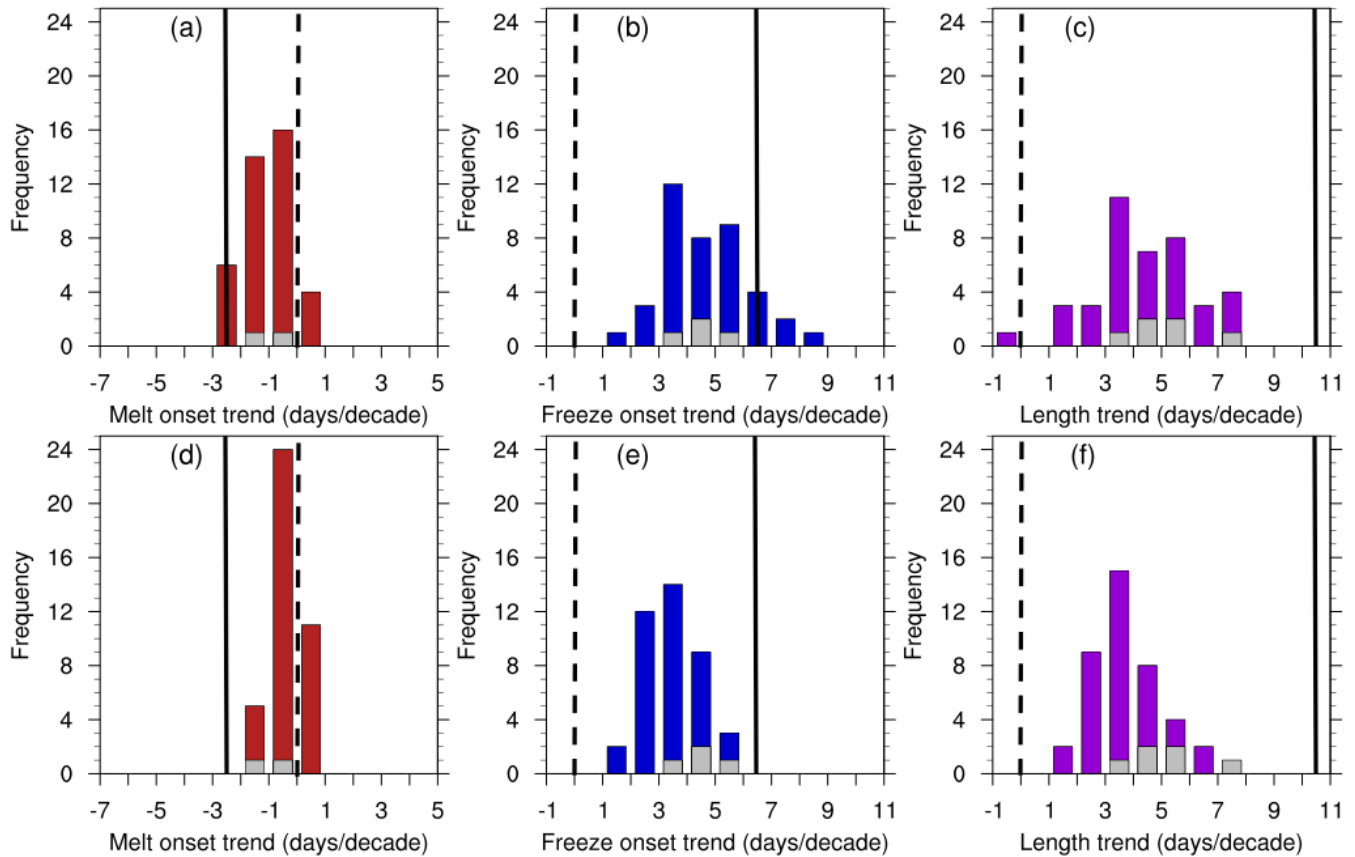 (a) (b) (c)
24 24 24
20 20 20
16 16 16
12 12 12
8 8 8
4 4 4
0 0 0
Frequency Frequency Frequency
-7 -5 -3 -1 1 3 5 -1 1 3 5 7 9 11 -1 1 3 5 7 9 11
Melt onset trend (days/decade) Freeze onset trend (days/decade) Length trend (days/decade)
(d) (e) (f)
24 24 24
20 20 20
16 16 16
12 12 12
8 8 8
4 4 4
0 0 0
Frequency Frequency Frequency
-7 -5 -3 -1 1 3 5 -1 1 3 5 7 9 11 -1 1 3 5 7 9 11
Melt onset trend (days/decade) Freeze onset trend (days/decade) Length trend (days/decade)